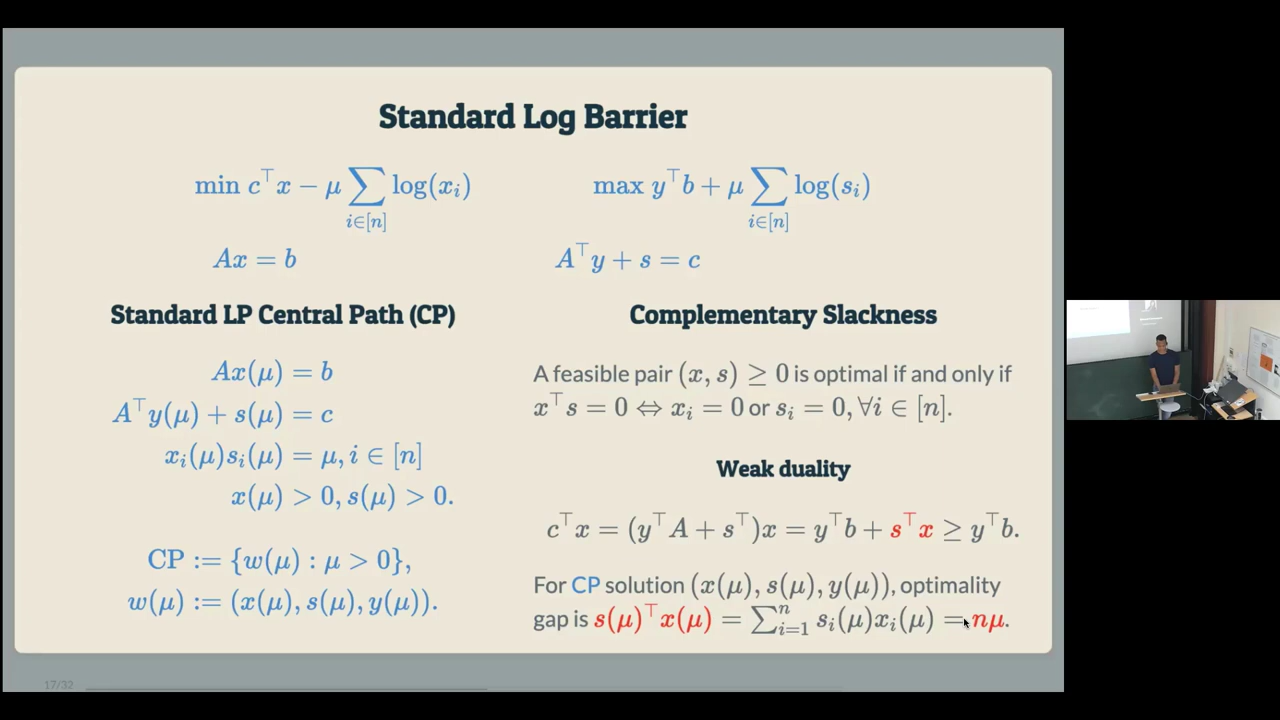 Standard Log Barrier
min c⊤x − μ ∑_{i∈[n]} log(x_i)
Ax = b
max y⊤b + μ ∑_{i∈[n]} log(s_i)
A⊤y + s = c
Standard LP Central Path (CP)
Ax(μ) = b
A⊤y(μ) + s(μ) = c
x_i(μ)s_i(μ) = μ, i ∈ [n]
x(μ) > 0, s(μ) > 0.
CP := {w(μ) : μ > 0},
w(μ) := (x(μ), s(μ), y(μ)).
Complementary Slackness
A feasible pair (x, s) ≥ 0 is optimal if and only if
x⊤s = 0 ⇔ x_i = 0 or s_i = 0, ∀i ∈ [n].
Weak duality
c⊤x = (y⊤A + s⊤)x = y⊤b + s⊤x ≥ y⊤b.
For CP solution (x(μ), s(μ), y(μ)), optimality
gap is s(μ)⊤x(μ) = ∑_{i=1}^n s_i(μ)x_i(μ) = nμ.
17/32